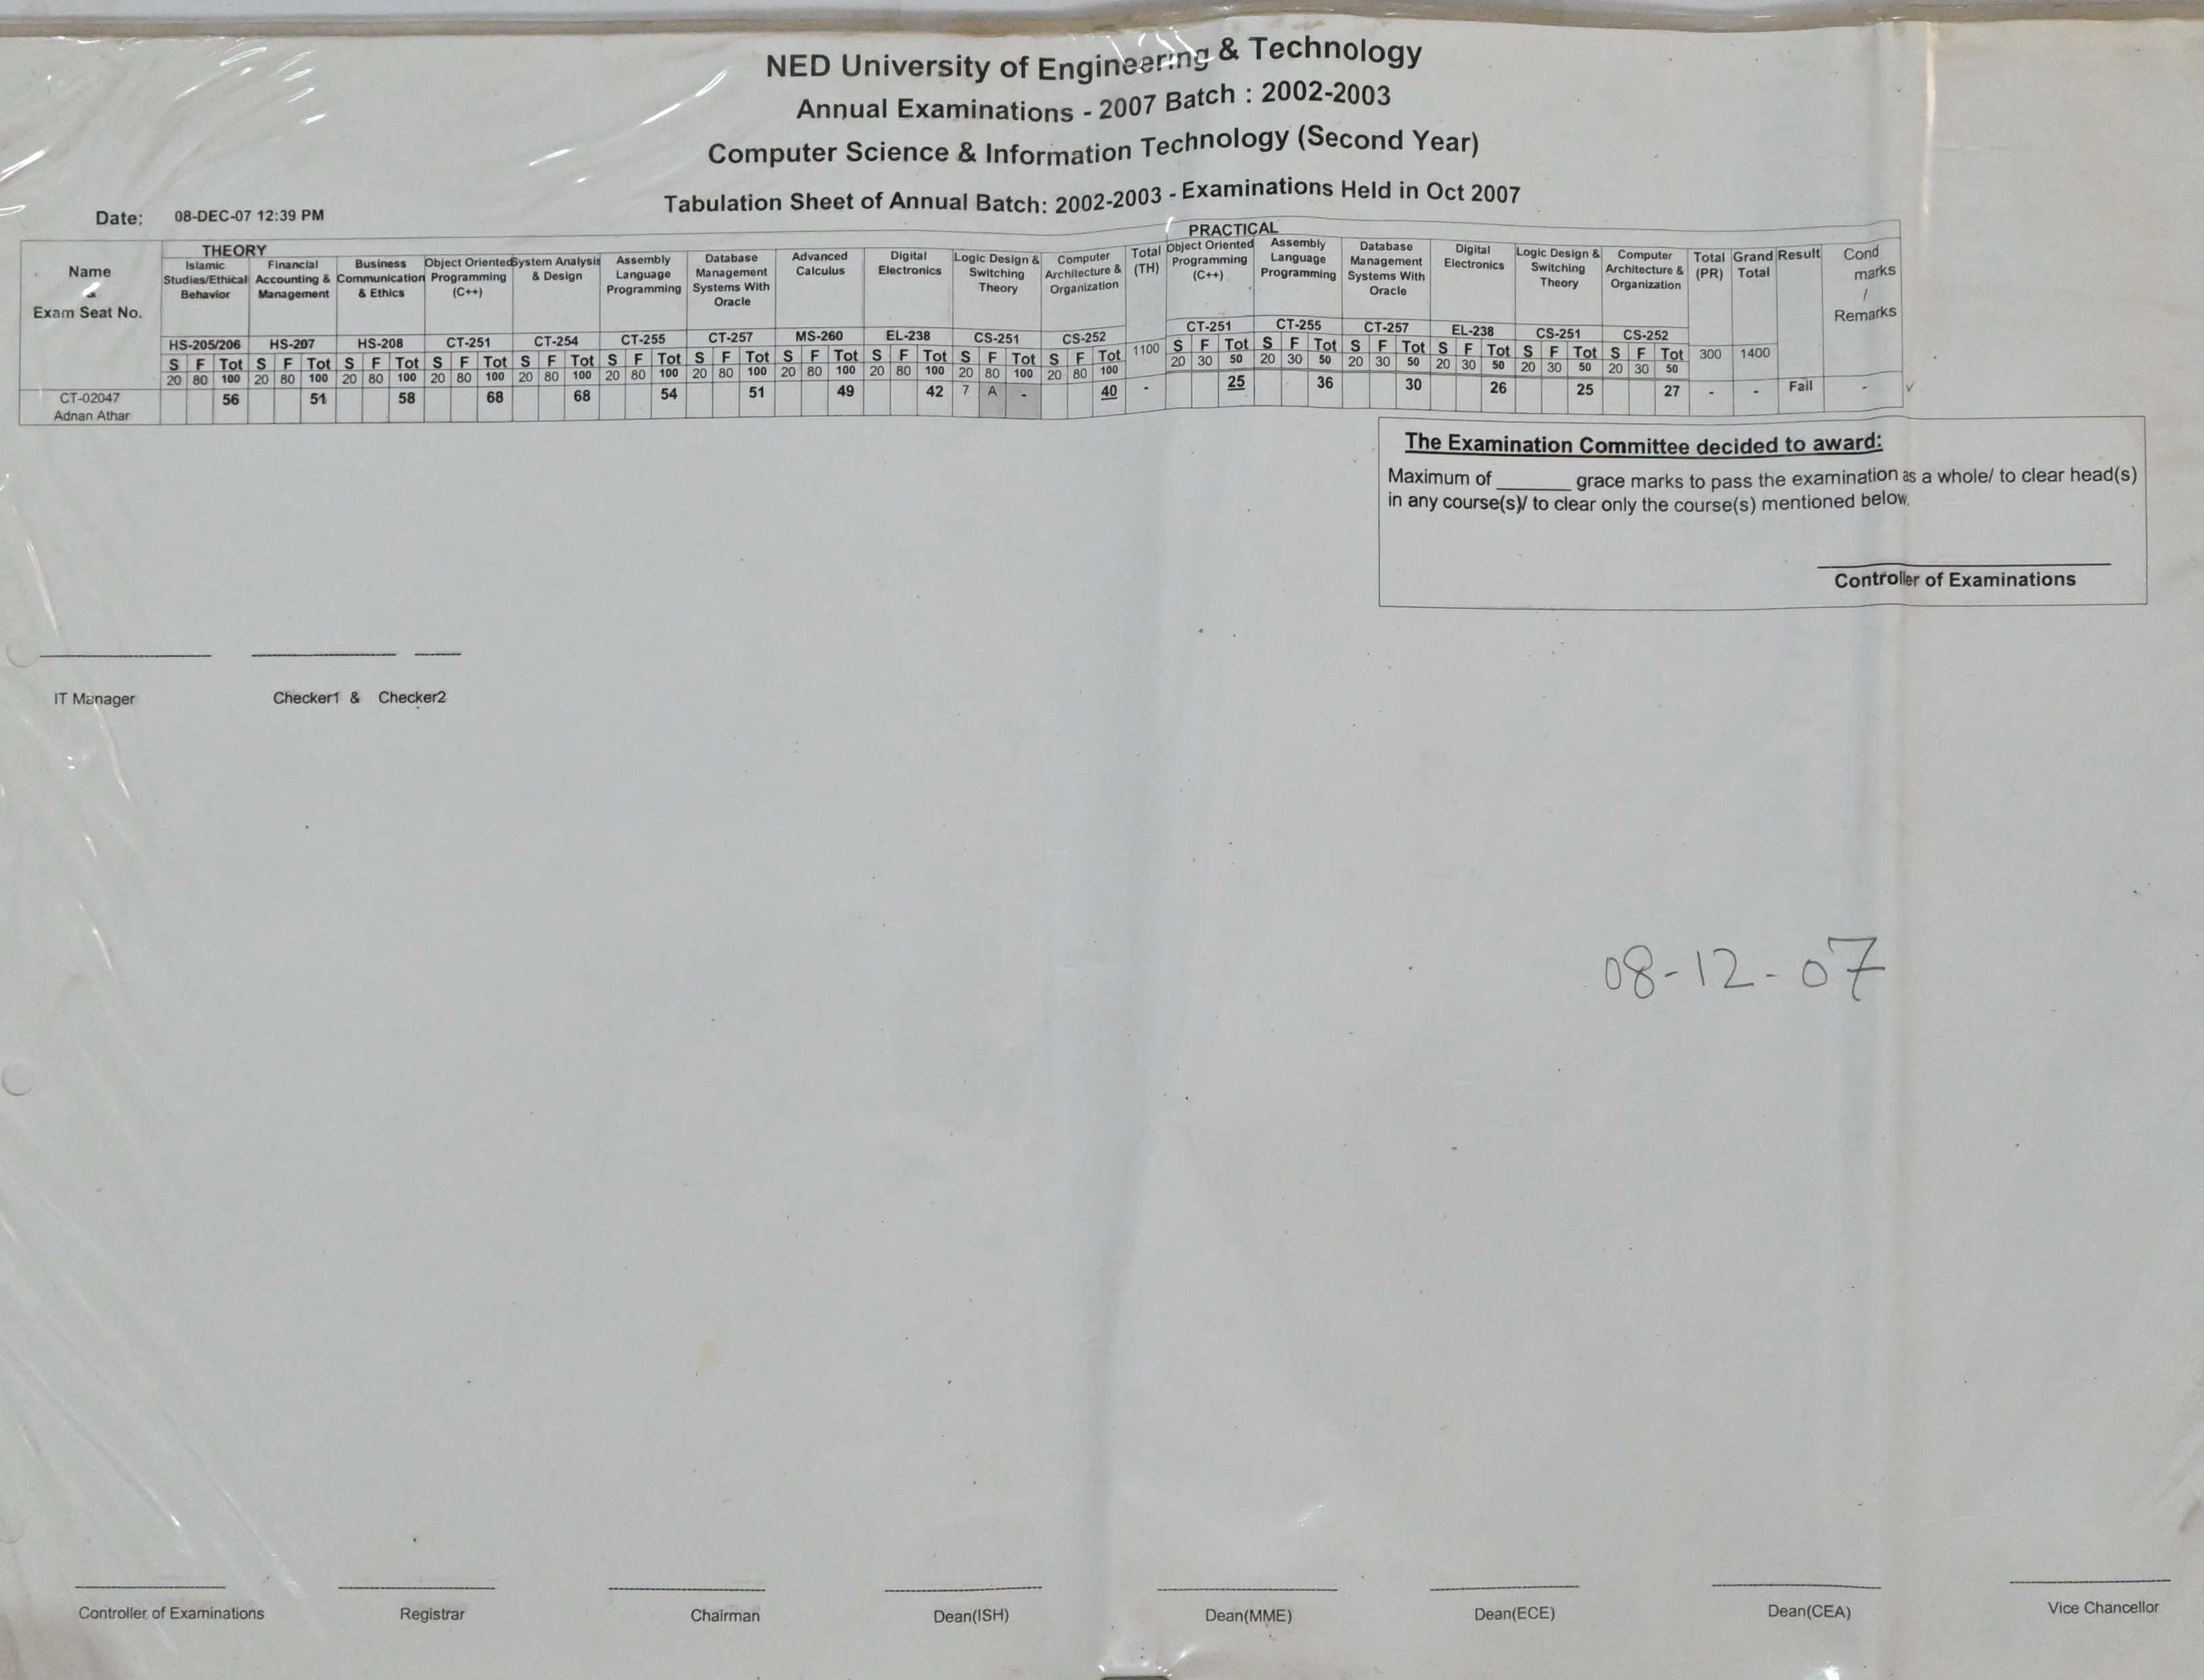 NED University of Engineering & Technology
Annual Examinations - 2007 Batch : 2002-2003
Computer Science & Information Technology (Second Year)
Tabulation Sheet of Annual Batch: 2002-2003 - Examinations Held in Oct 2007
Date: 08-DEC-07 12:39 PM
THEORY PRACTICAL
Name & Exam Seat No.
Islamic Studies/Ethical Behavior
Financial Accounting & Management
Business Communication & Ethics
Object Oriented Programming (C++)
System Analysis & Design
Assembly Language Programming
Database Management Systems With Oracle
Advanced Calculus
Digital Electronics
Logic Design & Switching Theory
Computer Architecture & Organization
Total (TH)
Object Oriented Programming (C++)
Assembly Language Programming
Database Management Systems With Oracle
Digital Electronics
Logic Design & Switching Theory
Computer Architecture & Organization
Total (PR)
Grand Total
Result
Cond marks / Remarks
HS-205/206 HS-207 HS-208 CT-251 CT-254 CT-255 CT-257 MS-260 EL-238 CS-251 CS-252 CT-251 CT-255 CT-257 EL-238 CS-251 CS-252
S F Tot S F Tot S F Tot S F Tot S F Tot S F Tot S F Tot S F Tot S F Tot S F Tot S F Tot 1100 S F Tot S F Tot S F Tot S F Tot S F Tot S F Tot 300 1400
20 80 100 20 80 100 20 80 100 20 80 100 20 80 100 20 80 100 20 80 100 20 80 100 20 80 100 20 80 100 20 80 100 20 30 50 20 30 50 20 30 50 20 30 50 20 30 50 20 30 50
CT-02047 56 51 58 68 68 54 51 49 42 7 A - 40 - 25 36 30 26 25 27 - - Fail -
Adnan Athar
The Examination Committee decided to award:
Maximum of _______ grace marks to pass the examination as a whole/ to clear head(s)
in any course(s)/ to clear only the course(s) mentioned below.
Controller of Examinations
IT Manager Checker1 & Checker2
08-12-07
Controller of Examinations Registrar Chairman Dean(ISH) Dean(MME) Dean(ECE) Dean(CEA) Vice Chancellor